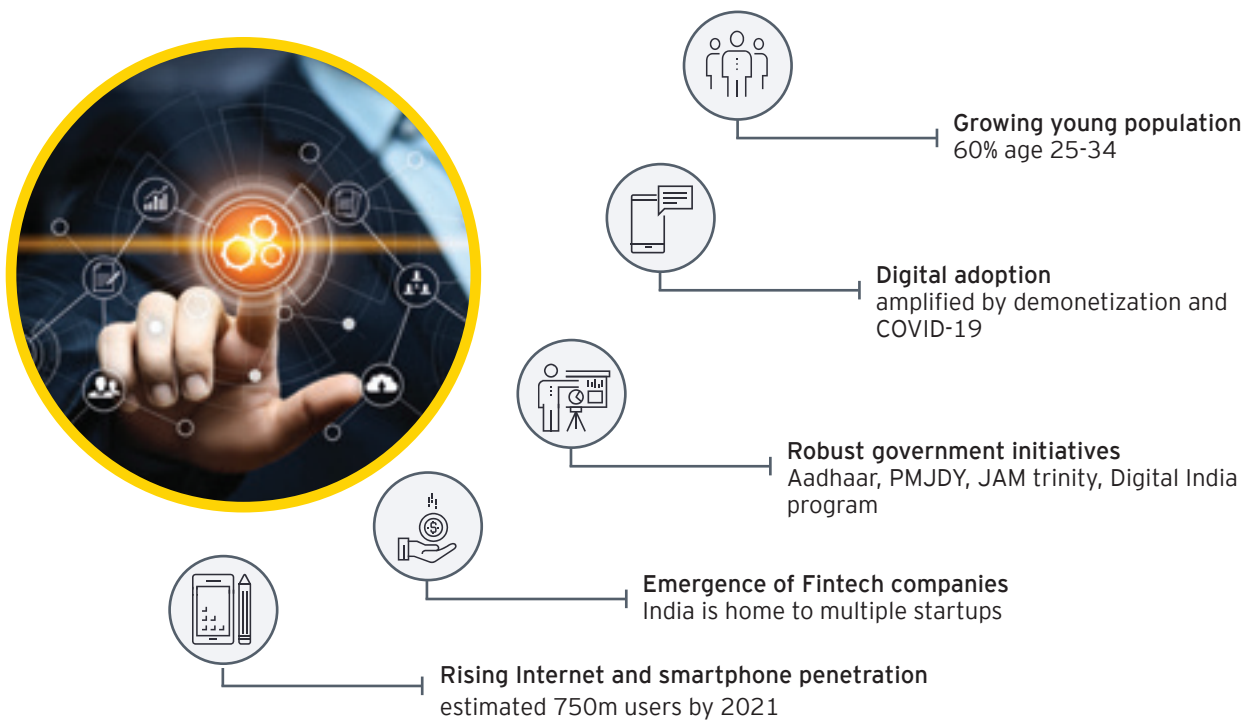 Growing young population
60% age 25-34
Digital adoption
amplified by demonetization and
COVID-19
Robust government initiatives
Aadhaar, PMJDY, JAM trinity, Digital India
program
Emergence of Fintech companies
India is home to multiple startups
Rising Internet and smartphone penetration
estimated 750m users by 2021